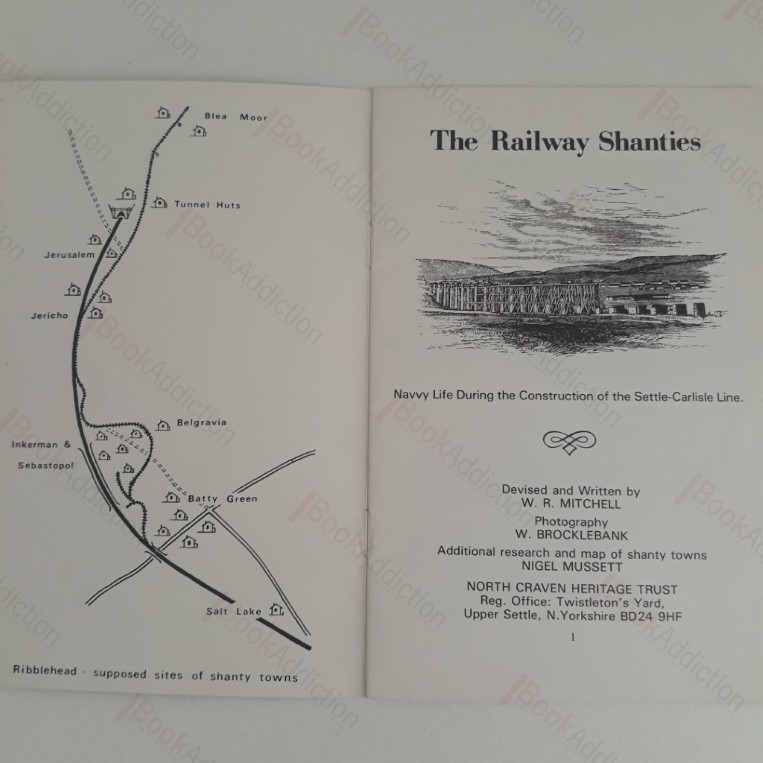 Blea Moor
Tunnel Huts
Jerusalem
Jericho
Belgravia
Inkerman &
Sebastopol
Batty Green
Salt Lake
Ribblehead - supposed sites of shanty towns
The Railway Shanties
Navvy Life During the Construction of the Settle-Carlisle Line.
Devised and Written by
W. R. MITCHELL
Photography
W. BROCKLEBANK
Additional research and map of shanty towns
NIGEL MUSSETT
NORTH CRAVEN HERITAGE TRUST
Reg. Office: Twistleton's Yard,
Upper Settle, N.Yorkshire BD24 9HF
1
BookAddiction